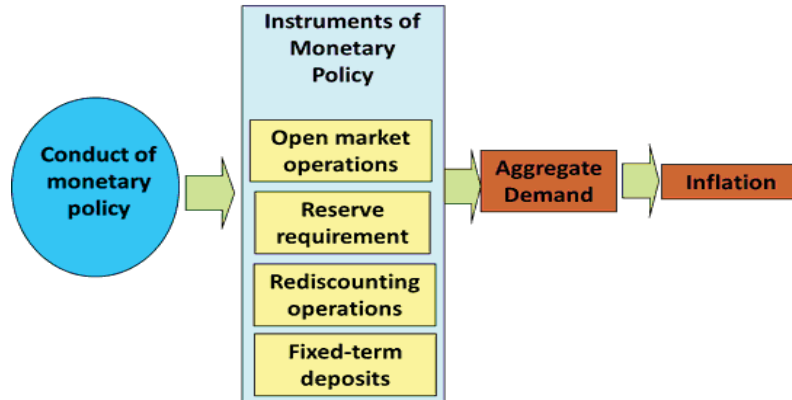 Instruments of
Monetary
Policy
Conduct of
monetary
policy
Open market
operations
Reserve
requirement
Rediscounting
operations
Fixed-term
deposits
Aggregate
Demand
Inflation